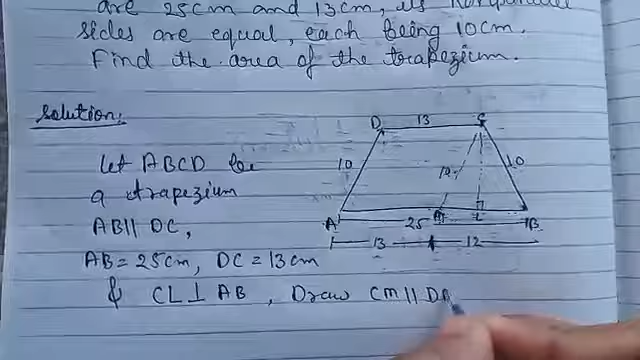 are 25cm and 13cm, its nonparallel
sides are equal, each being 10cm.
Find the area of the trapezium.
Solution:
D 13 C
10 10 10
A M L B
25
13 12
let ABCD be
a trapezium
AB || DC,
AB = 25cm, DC = 13cm
& CL ⊥ AB, Draw CM || DA